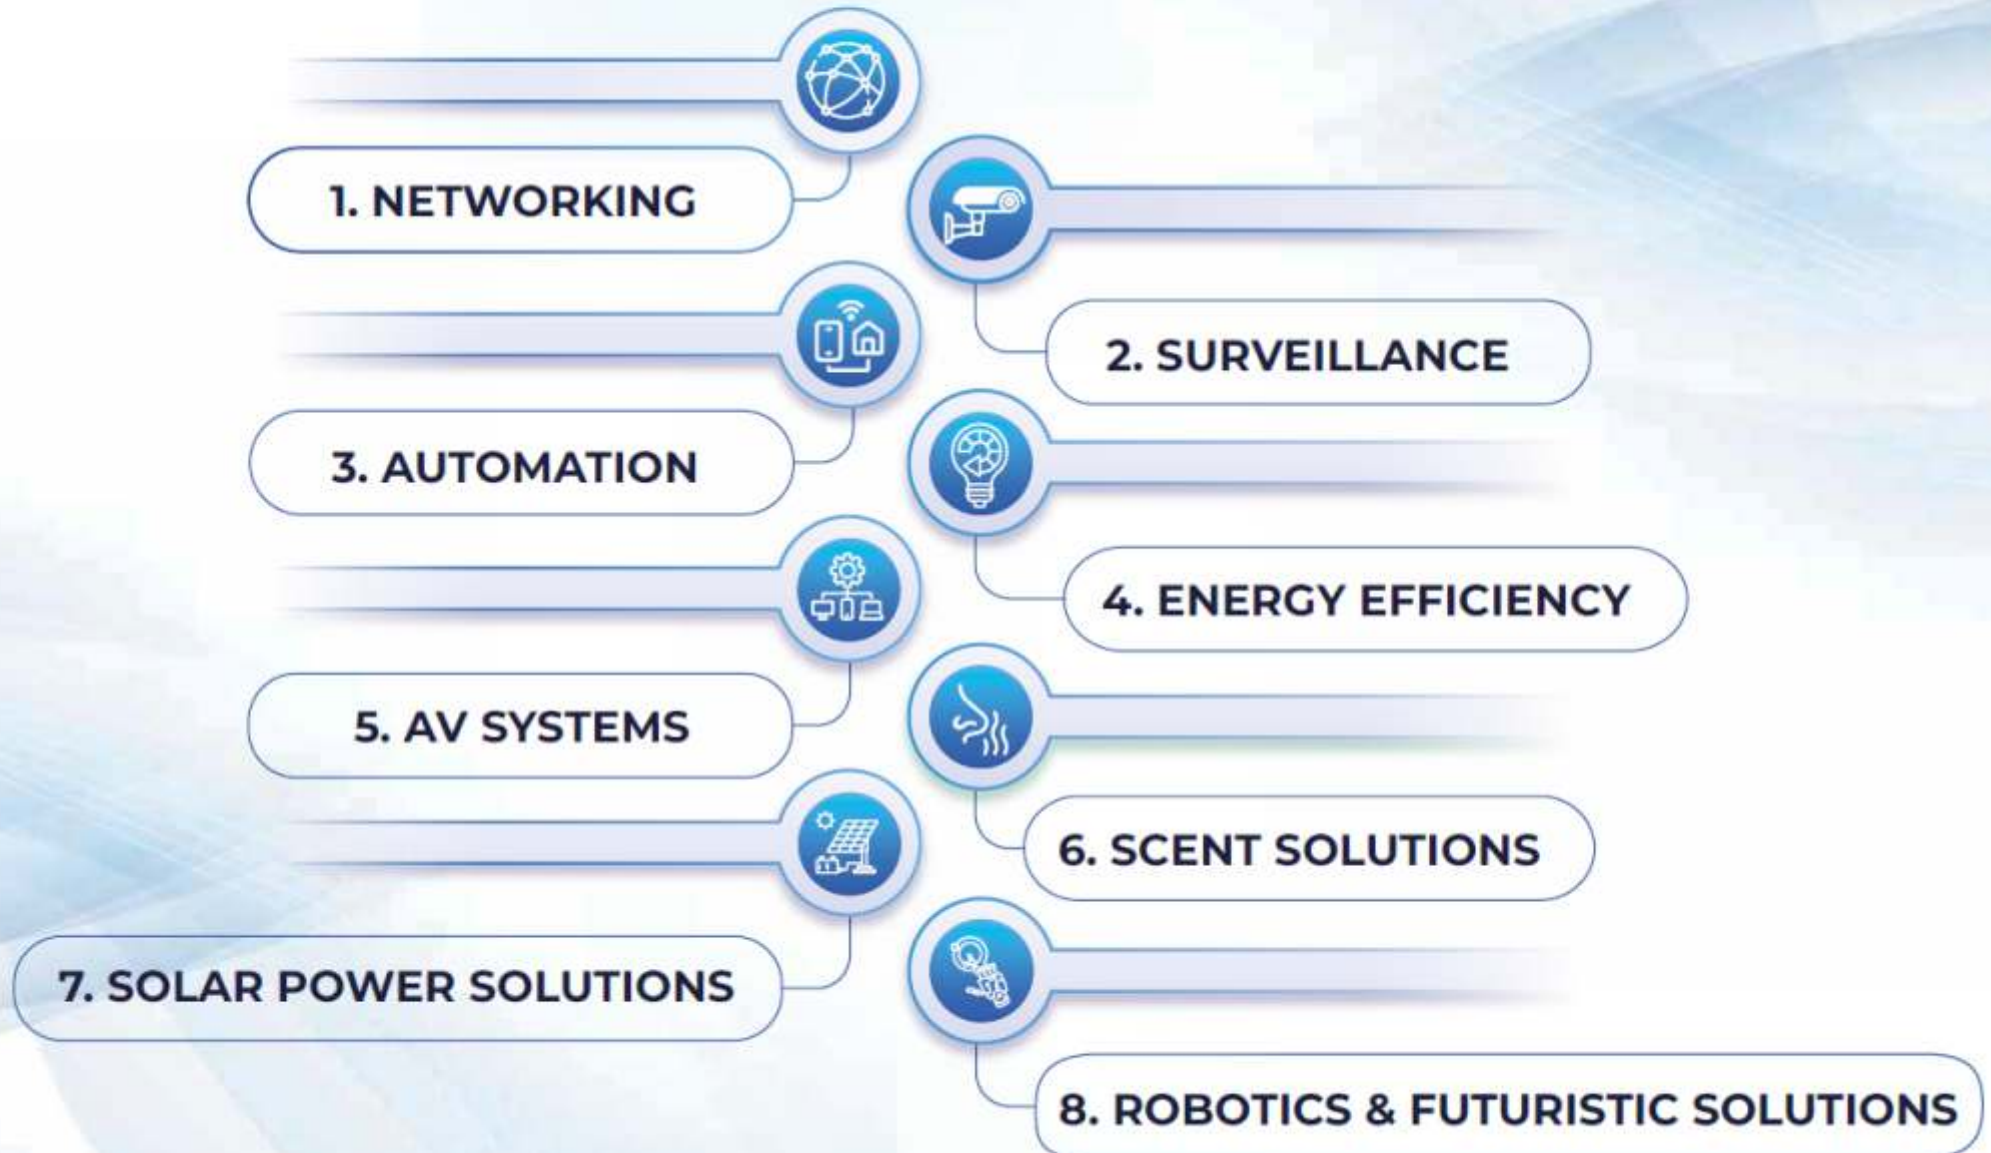 1. NETWORKING
2. SURVEILLANCE
3. AUTOMATION
4. ENERGY EFFICIENCY
5. AV SYSTEMS
6. SCENT SOLUTIONS
7. SOLAR POWER SOLUTIONS
8. ROBOTICS & FUTURISTIC SOLUTIONS